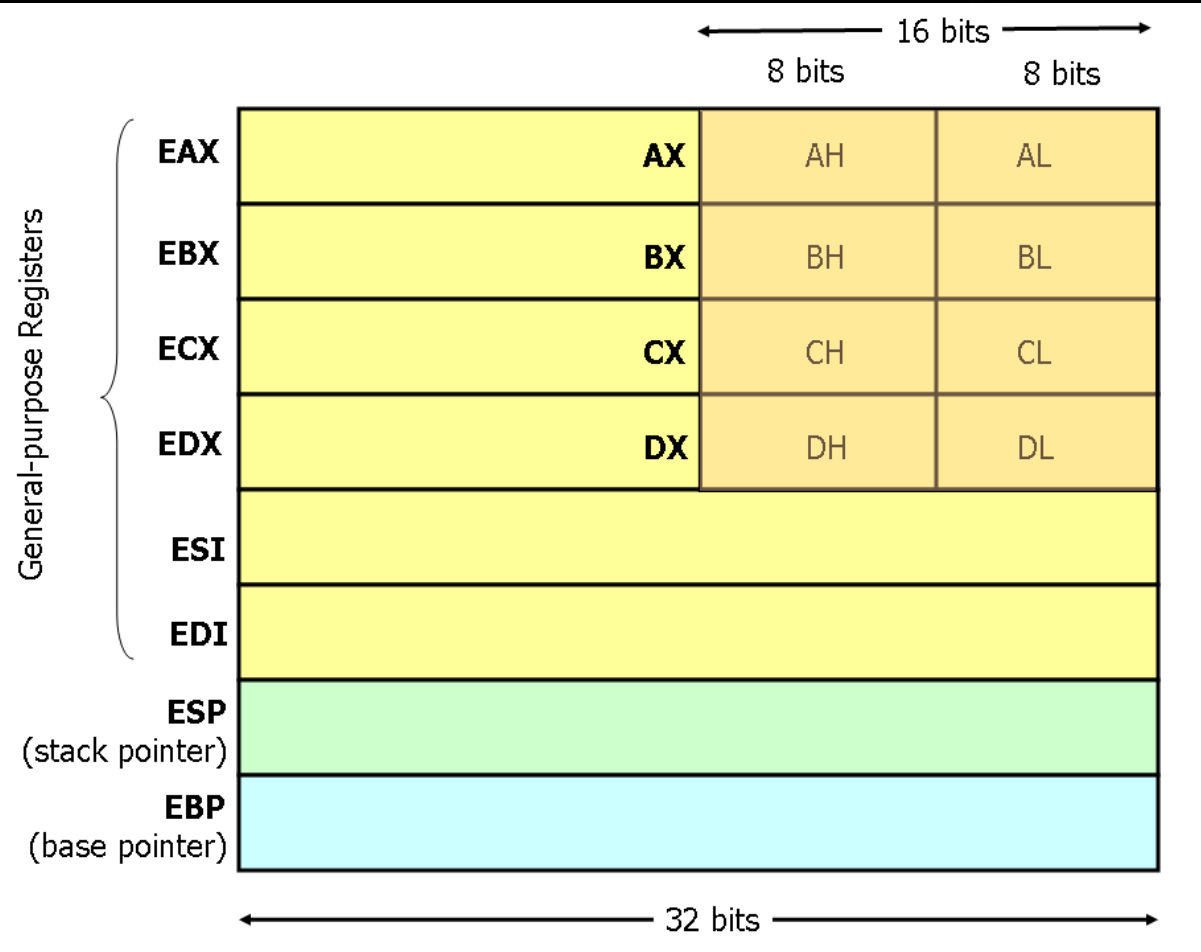 16 bits
8 bits 8 bits
General-purpose Registers
EAX AX AH AL
EBX BX BH BL
ECX CX CH CL
EDX DX DH DL
ESI
EDI
ESP
(stack pointer)
EBP
(base pointer)
32 bits